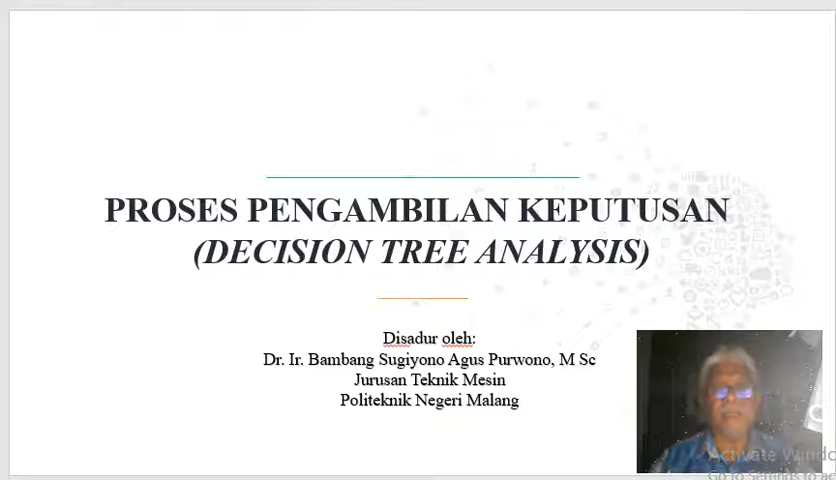 PROSES PENGAMBILAN KEPUTUSAN
(DECISION TREE ANALYSIS)
Disadur oleh:
Dr. Ir. Bambang Sugiyono Agus Purwono, M Sc
Jurusan Teknik Mesin
Politeknik Negeri Malang
Activate Windo
Go to Settings to ac